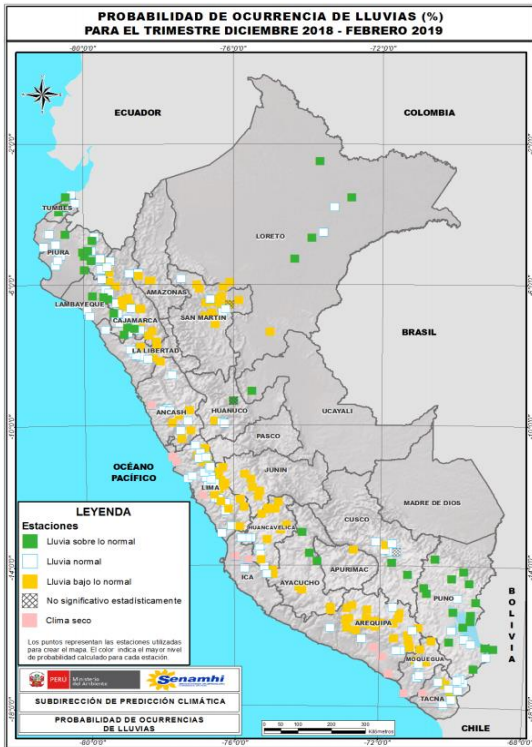 PROBABILIDAD DE OCURRENCIA DE LLUVIAS (%)
PARA EL TRIMESTRE DICIEMBRE 2018 - FEBRERO 2019
-80°0'0" -76°0'0" -72°0'0"
ECUADOR
COLOMBIA
TUMBES
LORETO
PIURA
AMAZONAS
LAMBAYEQUE
SAN MARTIN
CAJAMARCA
BRASIL
LA LIBERTAD
ANCASH
HUANUCO
UCAYALI
PASCO
OCÉANO
PACÍFICO
JUNIN
LIMA
MADRE DE DIOS
CUSCO
HUANCAVELICA
ICA
AYACUCHO
APURIMAC
PUNO
BOLIVIA
AREQUIPA
MOQUEGUA
TACNA
CHILE
LEYENDA
Estaciones
Lluvia sobre lo normal
Lluvia normal
Lluvia bajo lo normal
No significativo estadísticamente
Clima seco
Los puntos representan las estaciones utilizadas
para crear el mapa. El color indica el mayor nivel
de probabilidad calculado para cada estación.
PERÚ Ministerio del Ambiente Senamhi
SUBDIRECCIÓN DE PREDICCIÓN CLIMÁTICA
PROBABILIDAD DE OCURRENCIAS
DE LLUVIAS
0 50 100 200 300
Kilómetros
-80°0'0" -76°0'0" -72°0'0" -68°0'0"